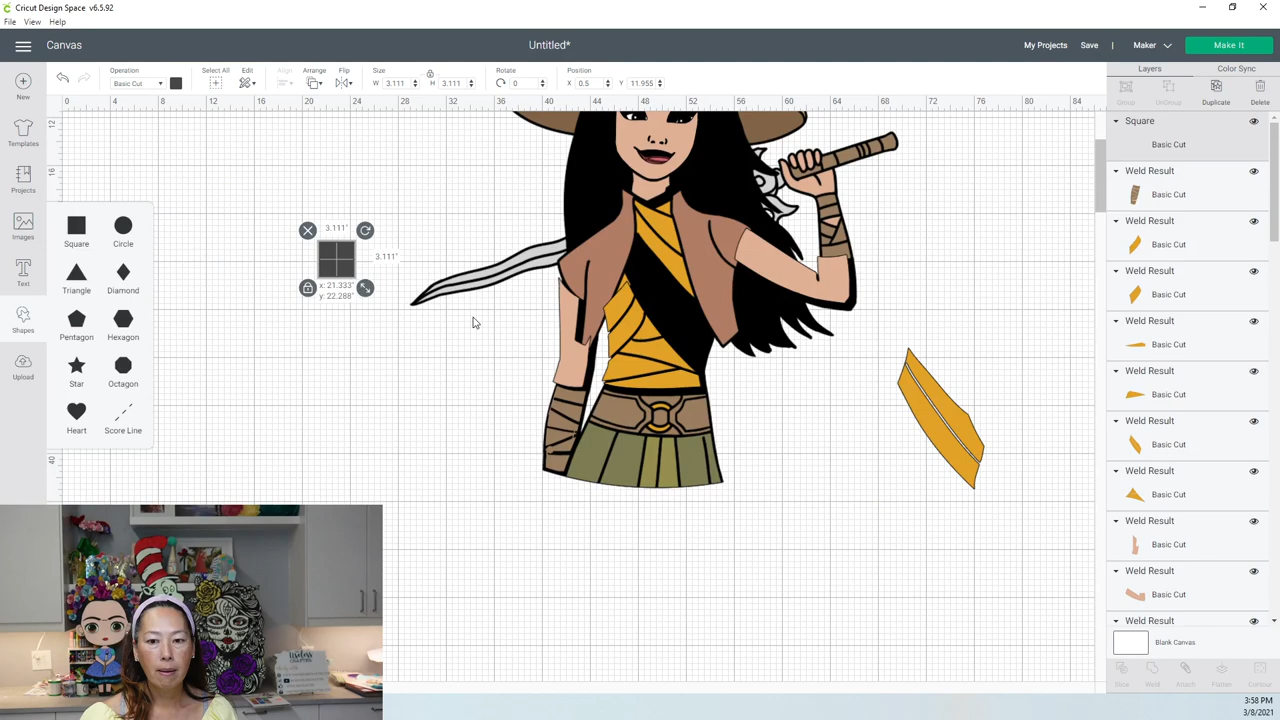 Cricut Design Space v6.5.92
File View Help
Canvas
Untitled*
My Projects Save | Maker Make It
Operation
Basic Cut
Select All Edit Align Arrange Flip
Size
W 3.111 H 3.111
Rotate
0
Position
X 0.5 Y 11.955
Layers Color Sync
Group UnGroup Duplicate Delete
0 4 8 12 16 20 24 28 32 36 40 44 48 52 56 60 64 68 72 76 80 84
12
16
40
New
Templates
Projects
Images
Text
Shapes
Upload
Square Circle
Triangle Diamond
Pentagon Hexagon
Star Octagon
Heart Score Line
3.111"
3.111"
x: 21.333"
y: 22.288"
Square
Basic Cut
Weld Result
Basic Cut
Weld Result
Basic Cut
Weld Result
Basic Cut
Weld Result
Basic Cut
Weld Result
Basic Cut
Weld Result
Basic Cut
Weld Result
Basic Cut
Weld Result
Basic Cut
Weld Result
Basic Cut
Weld Result
Blank Canvas
Slice Weld Attach Flatten Contour
3:58 PM
3/8/2021